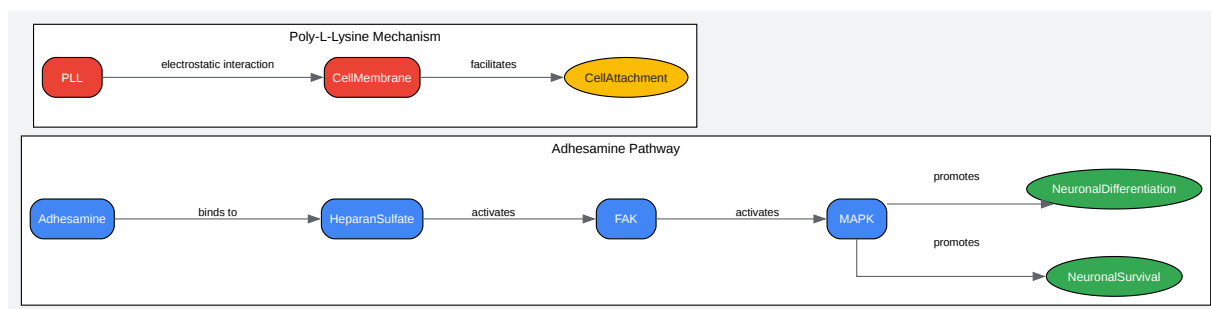 Poly-L-Lysine Mechanism
PLL
electrostatic interaction
CellMembrane
facilitates
CellAttachment
Adhesamine Pathway
Adhesamine
binds to
HeparanSulfate
activates
FAK
activates
MAPK
promotes
NeuronalDifferentiation
promotes
NeuronalSurvival